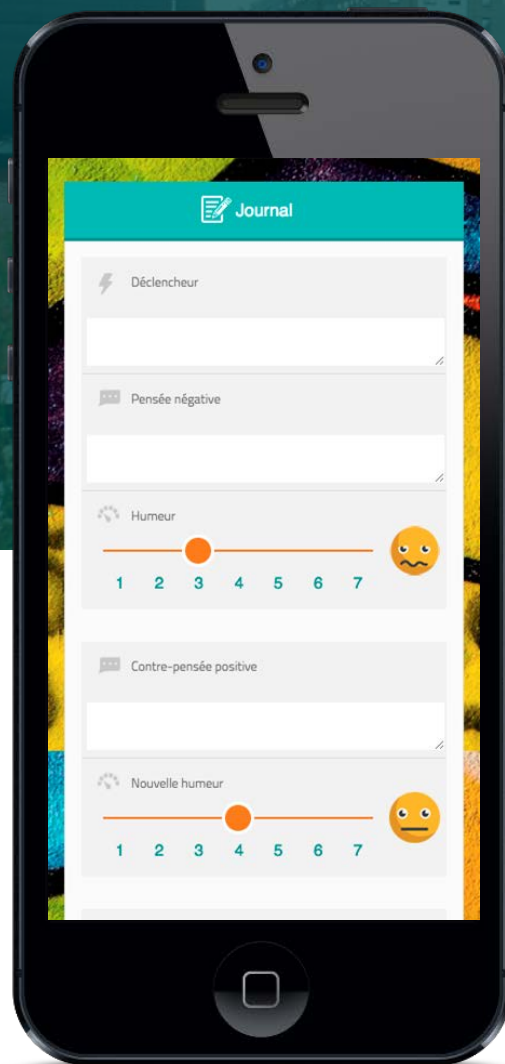 Journal
Déclencheur
Pensée négative
Humeur
1 2 3 4 5 6 7
Contre-pensée positive
Nouvelle humeur
1 2 3 4 5 6 7